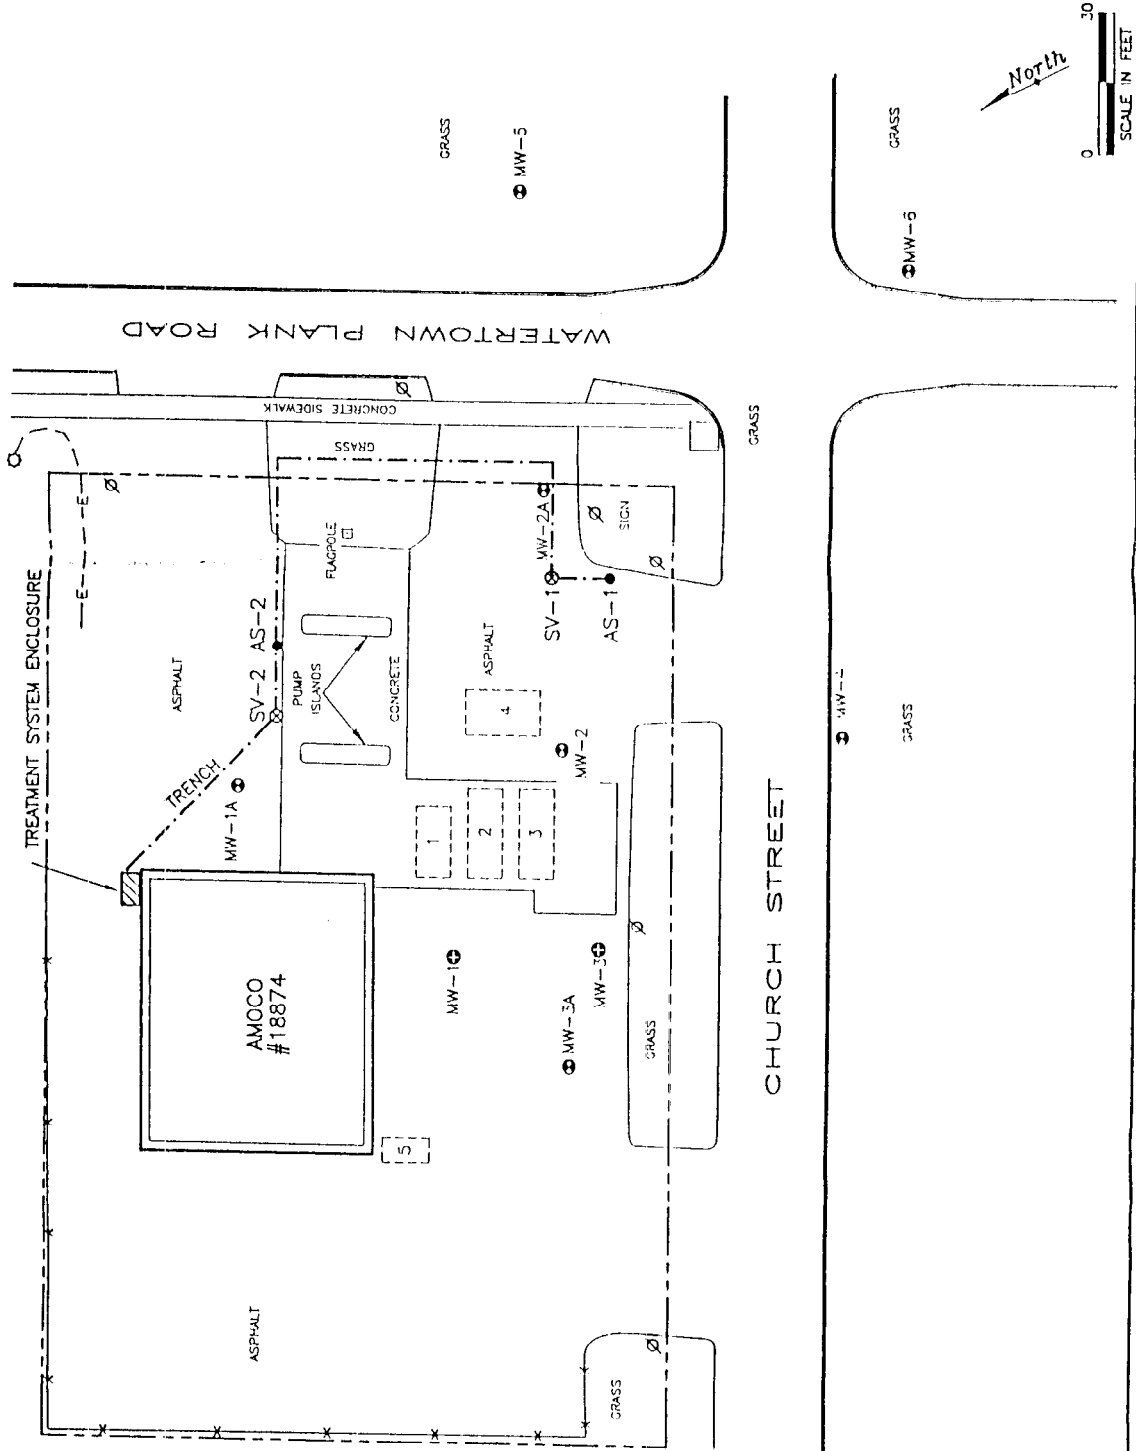 TREATMENT SYSTEM ENCLOSURE
E
E
ASPHALT
TRENCH
SV-2
AS-2
MW-1A
PUMP
ISLANDS
FLAGPOLE
GRASS
CONCRETE SIDEWALK
WATERTOWN PLANK ROAD
CONCRETE
ASPHALT
1
2
3
4
5
SV-1
AS-1
MW-2A
SIGN
MW-2
AMOCO
#18874
MW-1
MW-3
MW-3A
GRASS
ASPHALT
GRASS
CHURCH STREET
GRASS
GRASS
MW-5
GRASS
MW-6
GRASS
North
0
30
SCALE IN FEET